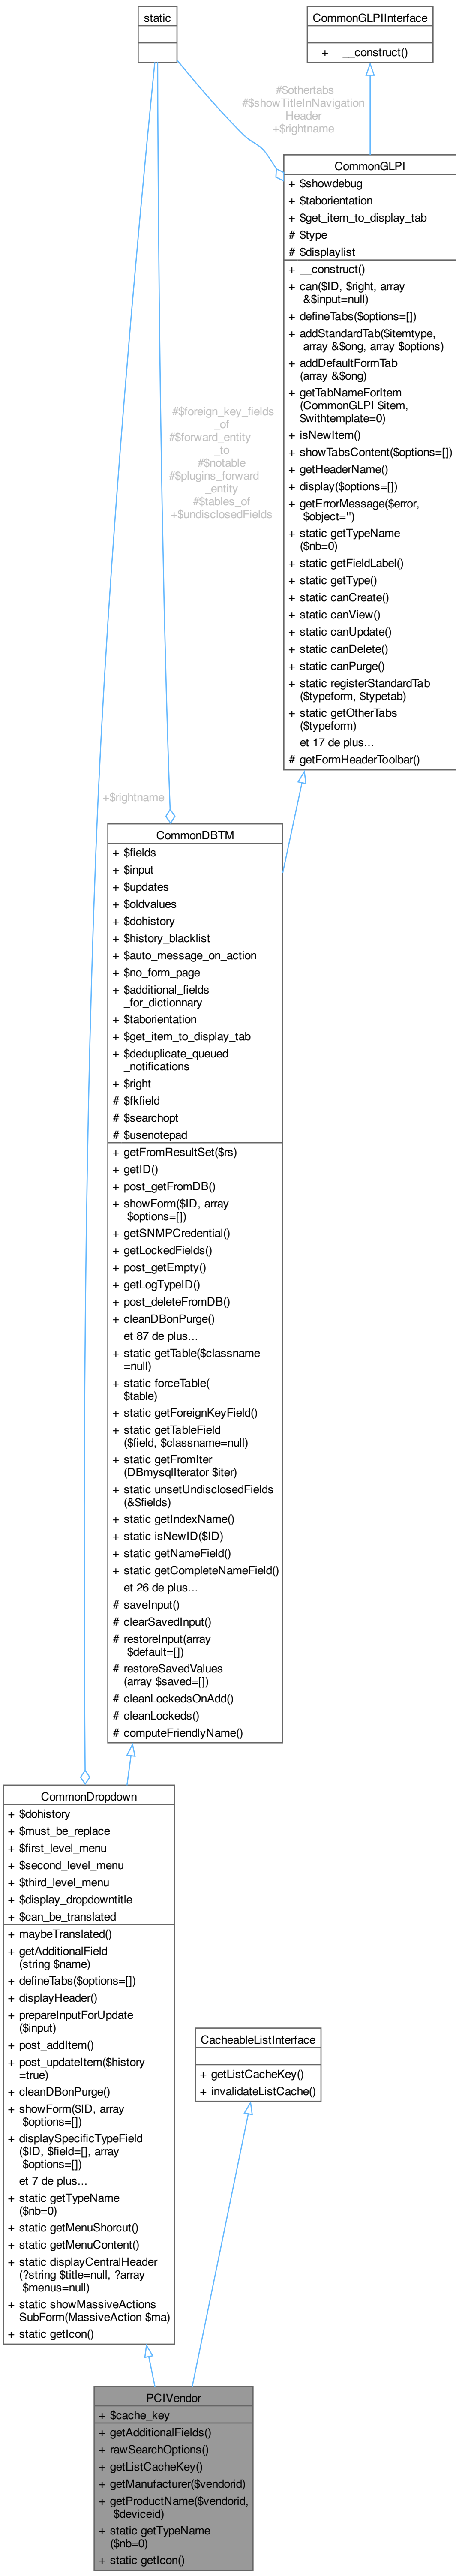 static
CommonGLPIInterface
+ __construct()
#$othertabs
#$showTitleInNavigation
Header
+$rightname
CommonGLPI
+ $showdebug
+ $taborientation
+ $get_item_to_display_tab
# $type
# $displaylist
+ __construct()
+ can($ID, $right, array
&$input=null)
+ defineTabs($options=[])
+ addStandardTab($itemtype,
array &$ong, array $options)
+ addDefaultFormTab
(array &$ong)
+ getTabNameForItem
(CommonGLPI $item,
$withtemplate=0)
+ isNewItem()
+ showTabsContent($options=[])
+ getHeaderName()
+ display($options=[])
+ getErrorMessage($error,
$object='')
+ static getTypeName
($nb=0)
+ static getFieldLabel()
+ static getType()
+ static canCreate()
+ static canView()
+ static canUpdate()
+ static canDelete()
+ static canPurge()
+ static registerStandardTab
($typeform, $typetab)
+ static getOtherTabs
($typeform)
et 17 de plus...
# getFormHeaderToolbar()
#$foreign_key_fields
_of
#$forward_entity
_to
#$notable
#$plugins_forward
_entity
#$tables_of
+$undisclosedFields
+$rightname
CommonDBTM
+ $fields
+ $input
+ $updates
+ $oldvalues
+ $dohistory
+ $history_blacklist
+ $auto_message_on_action
+ $no_form_page
+ $additional_fields
_for_dictionnary
+ $taborientation
+ $get_item_to_display_tab
+ $deduplicate_queued
_notifications
+ $right
# $fkfield
# $searchopt
# $usenotepad
+ getFromResultSet($rs)
+ getID()
+ post_getFromDB()
+ showForm($ID, array
$options=[])
+ getSNMPCredential()
+ getLockedFields()
+ post_getEmpty()
+ getLogTypeID()
+ post_deleteFromDB()
+ cleanDBonPurge()
et 87 de plus...
+ static getTable($classname
=null)
+ static forceTable(
$table)
+ static getForeignKeyField()
+ static getTableField
($field, $classname=null)
+ static getFromIter
(DBmysqlIterator $iter)
+ static unsetUndisclosedFields
(&$fields)
+ static getIndexName()
+ static isNewID($ID)
+ static getNameField()
+ static getCompleteNameField()
et 26 de plus...
# saveInput()
# clearSavedInput()
# restoreInput(array
$default=[])
# restoreSavedValues
(array $saved=[])
# cleanLockedsOnAdd()
# cleanLockeds()
# computeFriendlyName()
CommonDropdown
+ $dohistory
+ $must_be_replace
+ $first_level_menu
+ $second_level_menu
+ $third_level_menu
+ $display_dropdowntitle
+ $can_be_translated
+ maybeTranslated()
+ getAdditionalField
(string $name)
+ defineTabs($options=[])
+ displayHeader()
+ prepareInputForUpdate
($input)
+ post_addItem()
+ post_updateItem($history
=true)
+ cleanDBonPurge()
+ showForm($ID, array
$options=[])
+ displaySpecificTypeField
($ID, $field=[], array
$options=[])
et 7 de plus...
+ static getTypeName
($nb=0)
+ static getMenuShorcut()
+ static getMenuContent()
+ static displayCentralHeader
(?string $title=null, ?array
$menus=null)
+ static showMassiveActions
SubForm(MassiveAction $ma)
+ static getIcon()
CacheableListInterface
+ getListCacheKey()
+ invalidateListCache()
PCIVendor
+ $cache_key
+ getAdditionalFields()
+ rawSearchOptions()
+ getListCacheKey()
+ getManufacturer($vendorid)
+ getProductName($vendorid,
$deviceid)
+ static getTypeName
($nb=0)
+ static getIcon()